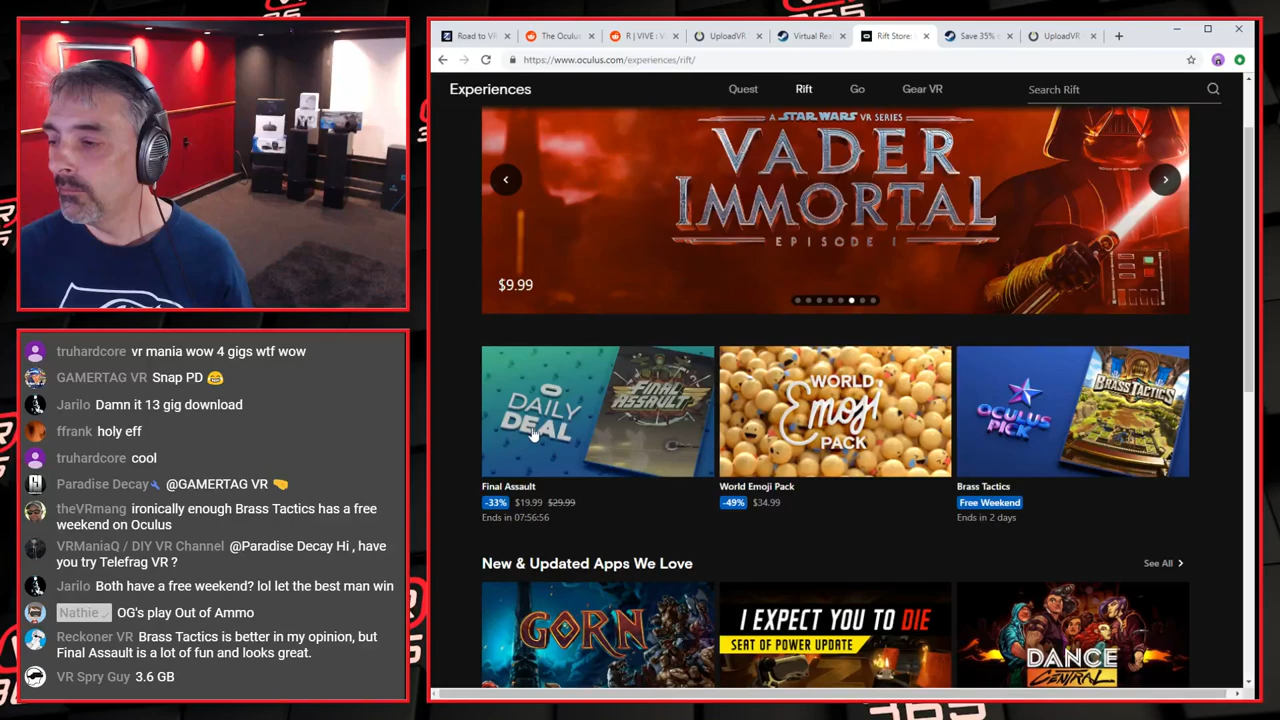 Road to VR
The Oculus
R | VIVE : V
UploadVR
Virtual Rea
Rift Store:
Save 35%
UploadVR
https://www.oculus.com/experiences/rift/
Experiences
Quest
Rift
Go
Gear VR
Search Rift
A STAR WARS VR SERIES
VADER
IMMORTAL
EPISODE I
$9.99
DAILY
DEAL
FINAL
ASSAULT
WORLD
Emoji
PACK
OCULUS
PICK
BRASS TACTICS
Final Assault
-33% $19.99 $29.99
Ends in 07:56:56
World Emoji Pack
-49% $34.99
Brass Tactics
Free Weekend
Ends in 2 days
New & Updated Apps We Love
See All
GORN
I EXPECT YOU TO DIE
SEAT OF POWER UPDATE
DANCE
CENTRAL
truhardcore vr mania wow 4 gigs wtf wow
GAMERTAG VR Snap PD 😄
Jarilo Damn it 13 gig download
ffrank holy eff
truhardcore cool
Paradise Decay @GAMERTAG VR 🤜
theVRmang ironically enough Brass Tactics has a free
weekend on Oculus
VRManiaQ / DIY VR Channel @Paradise Decay Hi , have
you try Telefrag VR ?
Jarilo Both have a free weekend? lol let the best man win
Nathie OG's play Out of Ammo
Reckoner VR Brass Tactics is better in my opinion, but
Final Assault is a lot of fun and looks great.
VR Spry Guy 3.6 GB
365